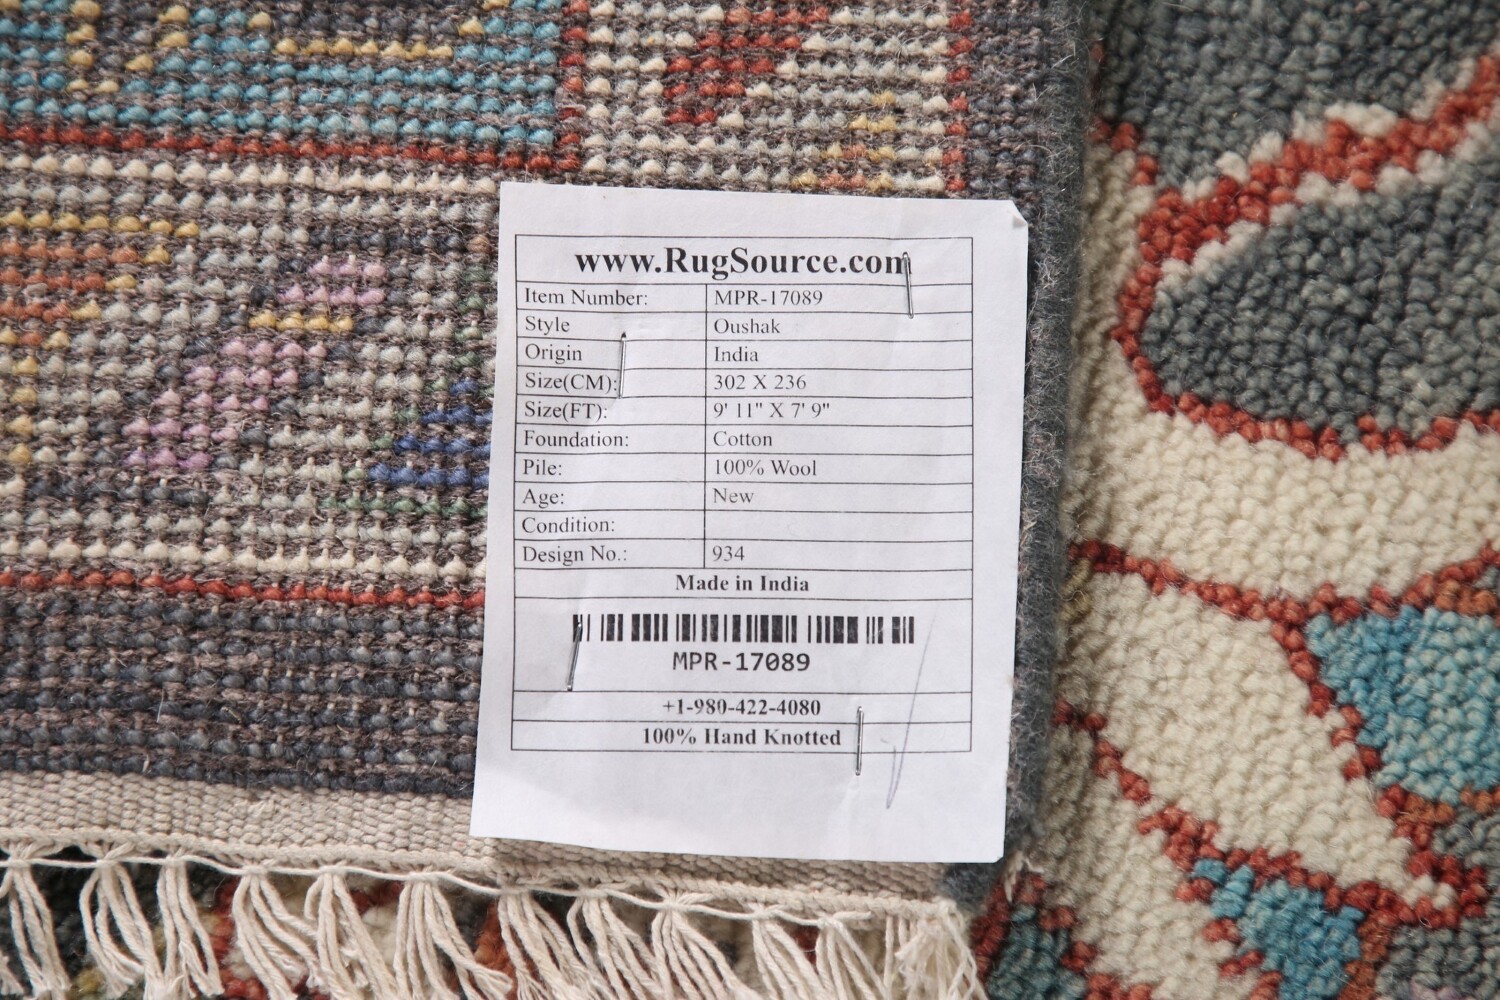 www.RugSource.com
Item Number: MPR-17089
Style Oushak
Origin India
Size(CM): 302 X 236
Size(FT): 9' 11" X 7' 9"
Foundation: Cotton
Pile: 100% Wool
Age: New
Condition:
Design No.: 934
Made in India
MPR-17089
+1-980-422-4080
100% Hand Knotted